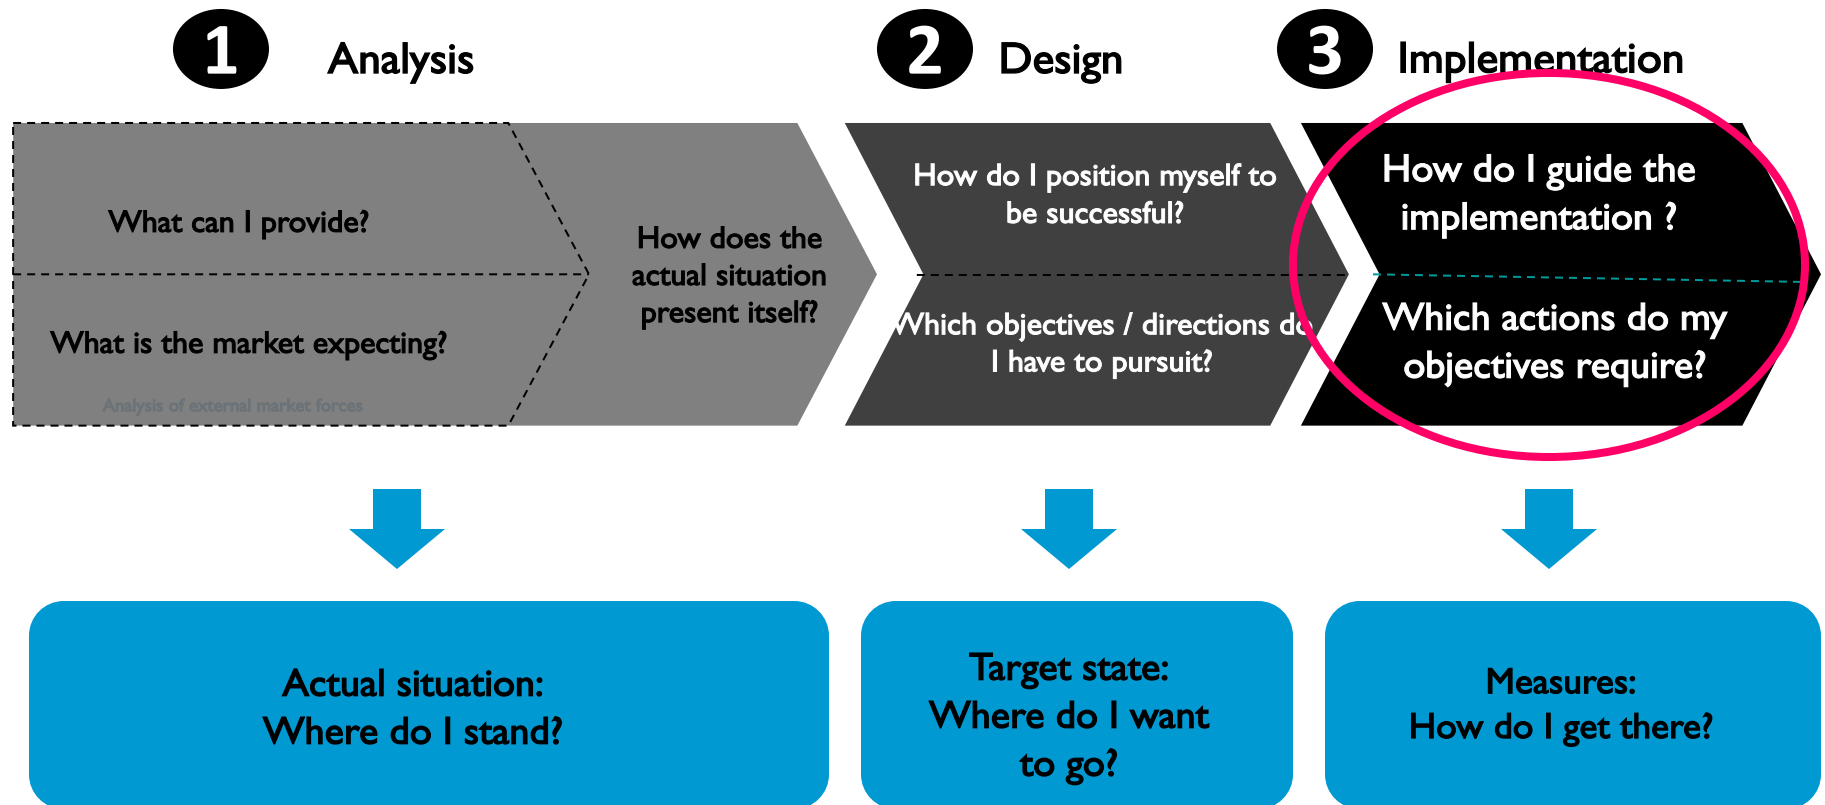 1 Analysis
2 Design
3 Implementation
What can I provide?
What is the market expecting?
Analysis of external market forces
How does the
actual situation
present itself?
How do I position myself to
be successful?
Which objectives / directions do
I have to pursuit?
How do I guide the
implementation ?
Which actions do my
objectives require?
Actual situation:
Where do I stand?
Target state:
Where do I want
to go?
Measures:
How do I get there?